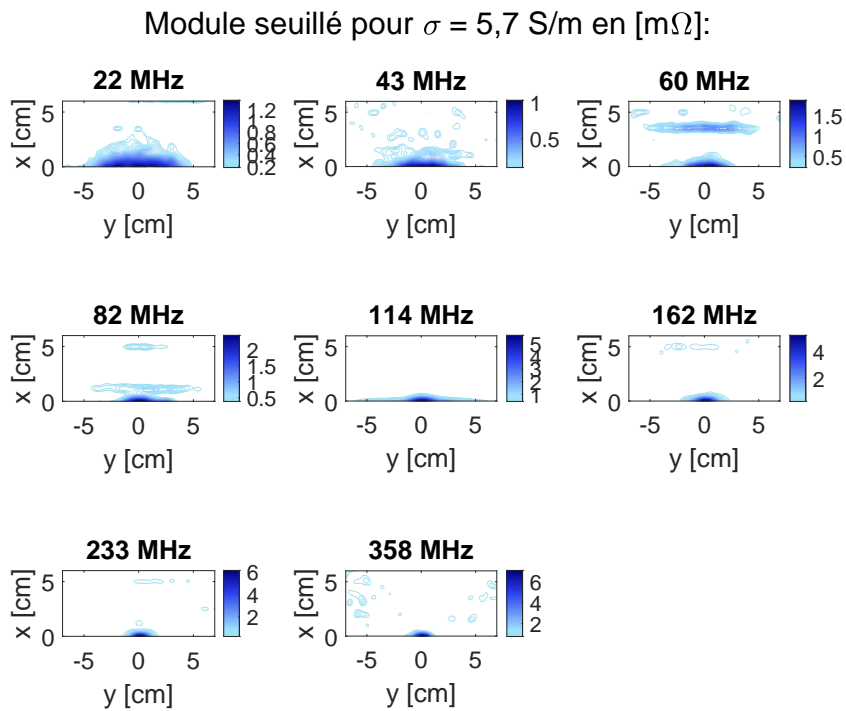 Module seuillé pour σ = 5,7 S/m en [mΩ]:
22 MHz
43 MHz
60 MHz
x [cm]
5
0
1.2
1
0.8
0.6
0.4
0.2
x [cm]
5
0
1
0.5
x [cm]
5
0
1.5
1
0.5
-5 0 5
-5 0 5
-5 0 5
y [cm]
y [cm]
y [cm]
82 MHz
114 MHz
162 MHz
x [cm]
5
0
2
1.5
1
0.5
x [cm]
5
0
5
4
3
2
1
x [cm]
5
0
4
2
-5 0 5
-5 0 5
-5 0 5
y [cm]
y [cm]
y [cm]
233 MHz
358 MHz
x [cm]
5
0
6
4
2
x [cm]
5
0
6
4
2
-5 0 5
-5 0 5
y [cm]
y [cm]